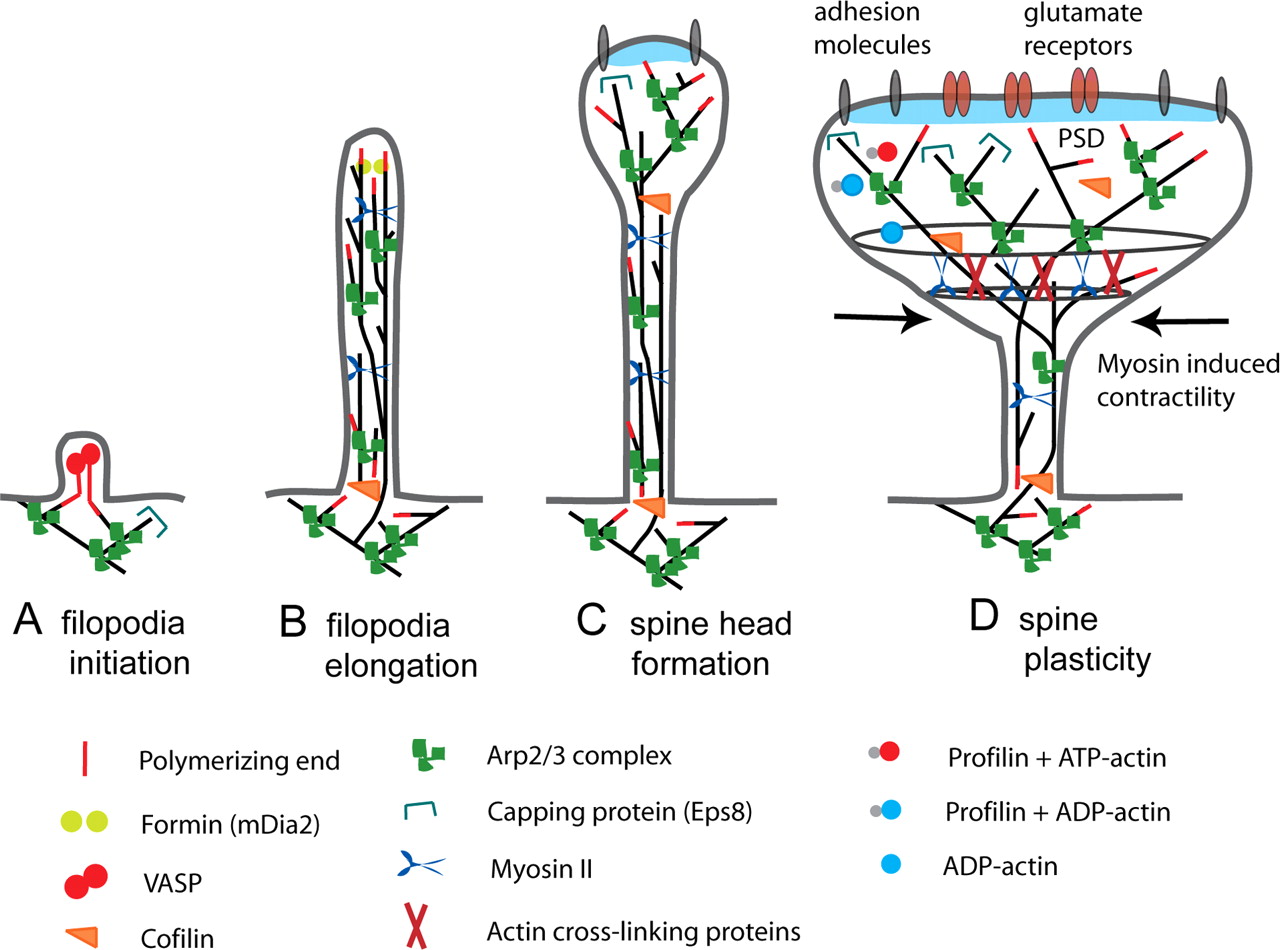 adhesion
molecules
glutamate
receptors
PSD
Myosin induced
contractility
A filopodia
initiation
B filopodia
elongation
C spine head
formation
D spine
plasticity
Polymerizing end
Formin (mDia2)
VASP
Cofilin
Arp2/3 complex
Capping protein (Eps8)
Myosin II
Actin cross-linking proteins
Profilin + ATP-actin
Profilin + ADP-actin
ADP-actin